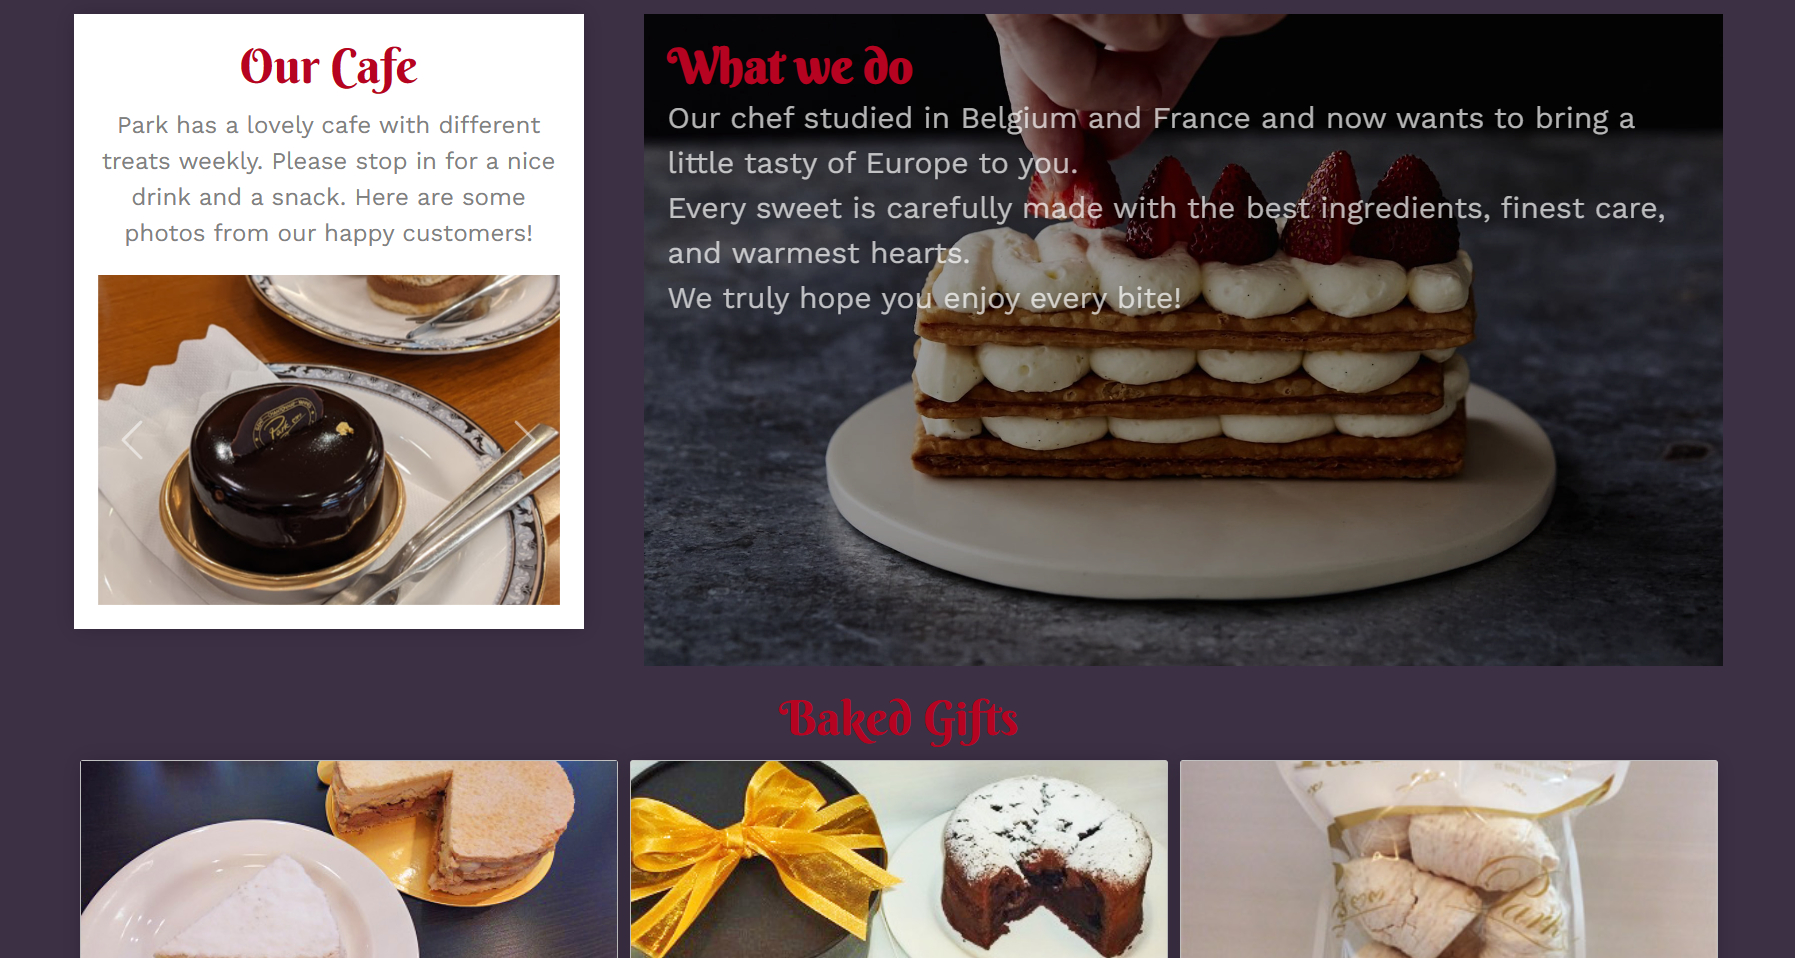 Our Cafe
Park has a lovely cafe with different
treats weekly. Please stop in for a nice
drink and a snack. Here are some
photos from our happy customers!
What we do
Our chef studied in Belgium and France and now wants to bring a
little tasty of Europe to you.
Every sweet is carefully made with the best ingredients, finest care,
and warmest hearts.
We truly hope you enjoy every bite!
Baked Gifts